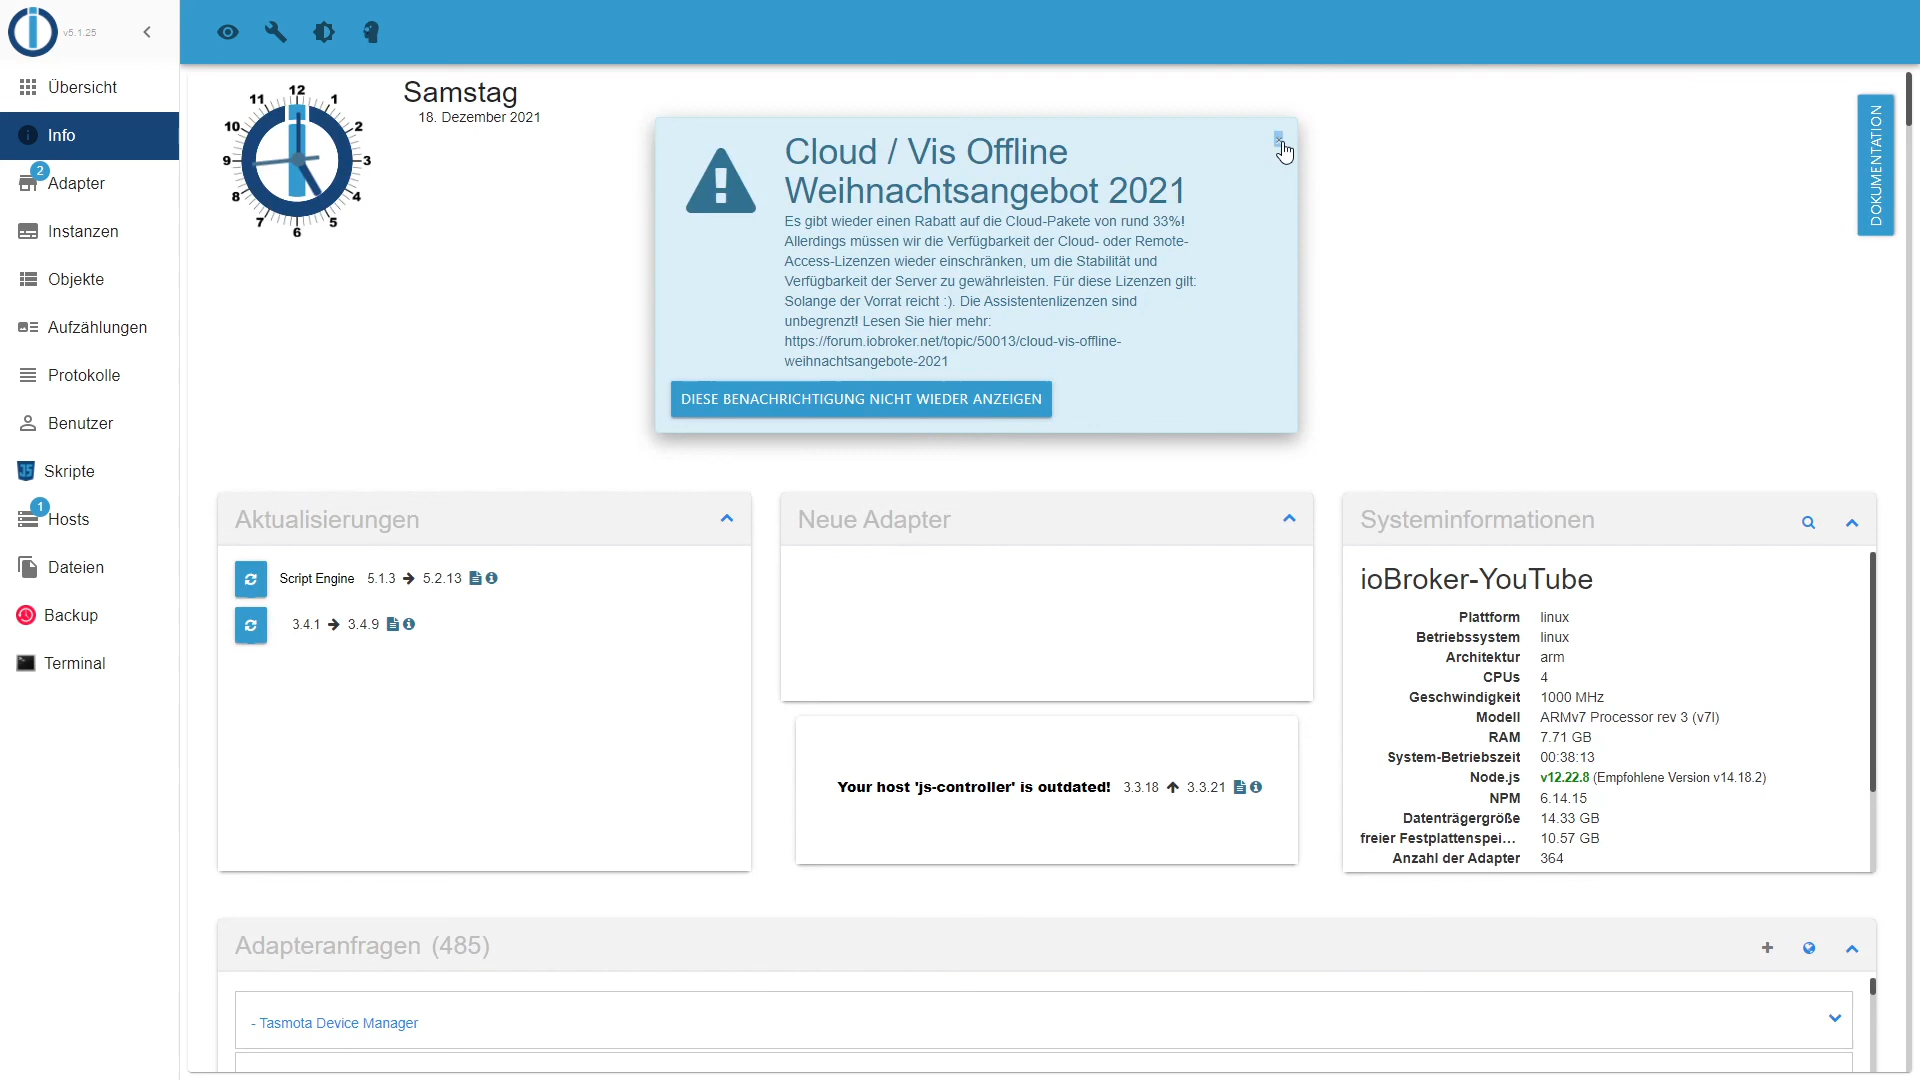 v5.1.25
Übersicht
Info
2
Adapter
Instanzen
Objekte
Aufzählungen
Protokolle
Benutzer
JS
Skripte
1
Hosts
Dateien
Backup
Terminal
12
1
2
3
4
5
6
7
8
9
10
11
Samstag
18. Dezember 2021
Cloud / Vis Offline
Weihnachtsangebot 2021
Es gibt wieder einen Rabatt auf die Cloud-Pakete von rund 33%!
Allerdings müssen wir die Verfügbarkeit der Cloud- oder Remote-
Access-Lizenzen wieder einschränken, um die Stabilität und
Verfügbarkeit der Server zu gewährleisten. Für diese Lizenzen gilt:
Solange der Vorrat reicht :). Die Assistentenlizenzen sind
unbegrenzt! Lesen Sie hier mehr:
https://forum.iobroker.net/topic/50013/cloud-vis-offline-
weihnachtsangebote-2021
DIESE BENACHRICHTIGUNG NICHT WIEDER ANZEIGEN
DOKUMENTATION
Aktualisierungen
Script Engine 5.1.3 → 5.2.13
3.4.1 → 3.4.9
Neue Adapter
Your host 'js-controller' is outdated! 3.3.18 ↑ 3.3.21
Systeminformationen
ioBroker-YouTube
Plattform linux
Betriebssystem linux
Architektur arm
CPUs 4
Geschwindigkeit 1000 MHz
Modell ARMv7 Processor rev 3 (v7l)
RAM 7.71 GB
System-Betriebszeit 00:38:13
Node.js v12.22.8 (Empfohlene Version v14.18.2)
NPM 6.14.15
Datenträgergröße 14.33 GB
freier Festplattenspei... 10.57 GB
Anzahl der Adapter 364
Adapteranfragen (485)
- Tasmota Device Manager